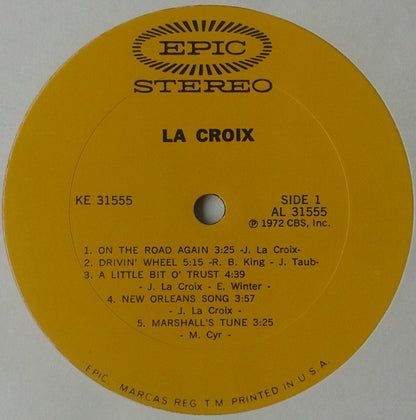 EPIC
STEREO
LA CROIX
KE 31555
SIDE 1
AL 31555
℗ 1972 CBS, Inc.
1. ON THE ROAD AGAIN 3:25 -J. La Croix-
2. DRIVIN' WHEEL 5:15 -R. B. King - J. Taub-
3. A LITTLE BIT O' TRUST 4:39
- J. La Croix - E. Winter -
4. NEW ORLEANS SONG 3:57
- J. La Croix -
5. MARSHALL'S TUNE 3:25
- M. Cyr -
EPIC. MARCAS REG. T.M. PRINTED IN U.S.A.